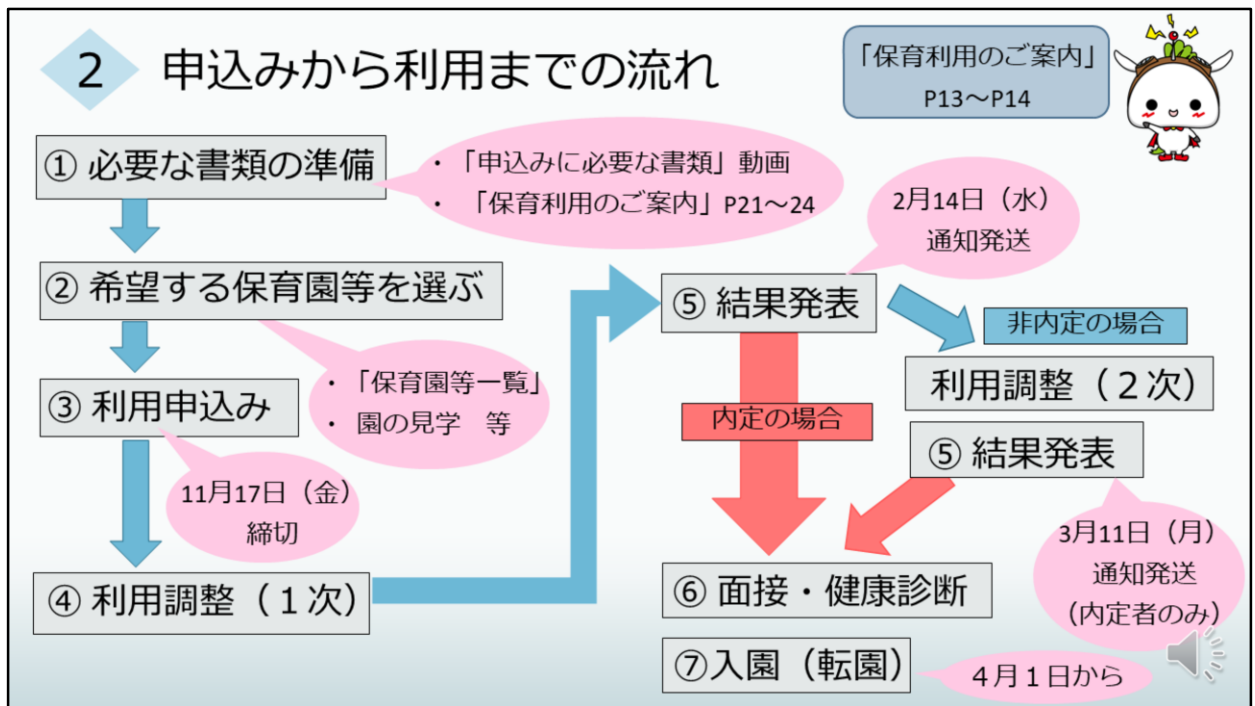 2 申込みから利用までの流れ
「保育利用のご案内」
P13～P14
① 必要な書類の準備
・「申込みに必要な書類」動画
・ 「保育利用のご案内」P21～24
② 希望する保育園等を選ぶ
・「保育園等一覧」
・ 園の見学　等
③ 利用申込み
11月17日（金）
締切
④ 利用調整（１次）
⑤ 結果発表
2月14日（水）
通知発送
非内定の場合
利用調整（２次）
内定の場合
⑤ 結果発表
3月11日（月）
通知発送
（内定者のみ）
⑥ 面接・健康診断
⑦入園（転園）
４月１日から